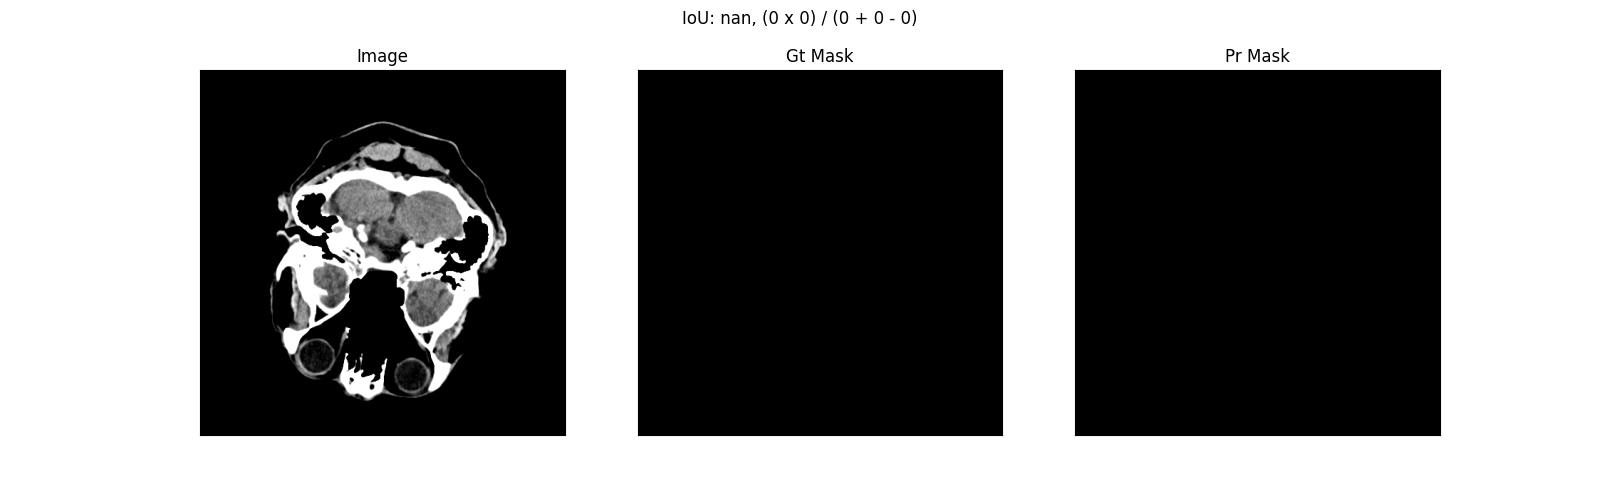 IoU: nan, (0 x 0) / (0 + 0 - 0)
Image
Gt Mask
Pr Mask